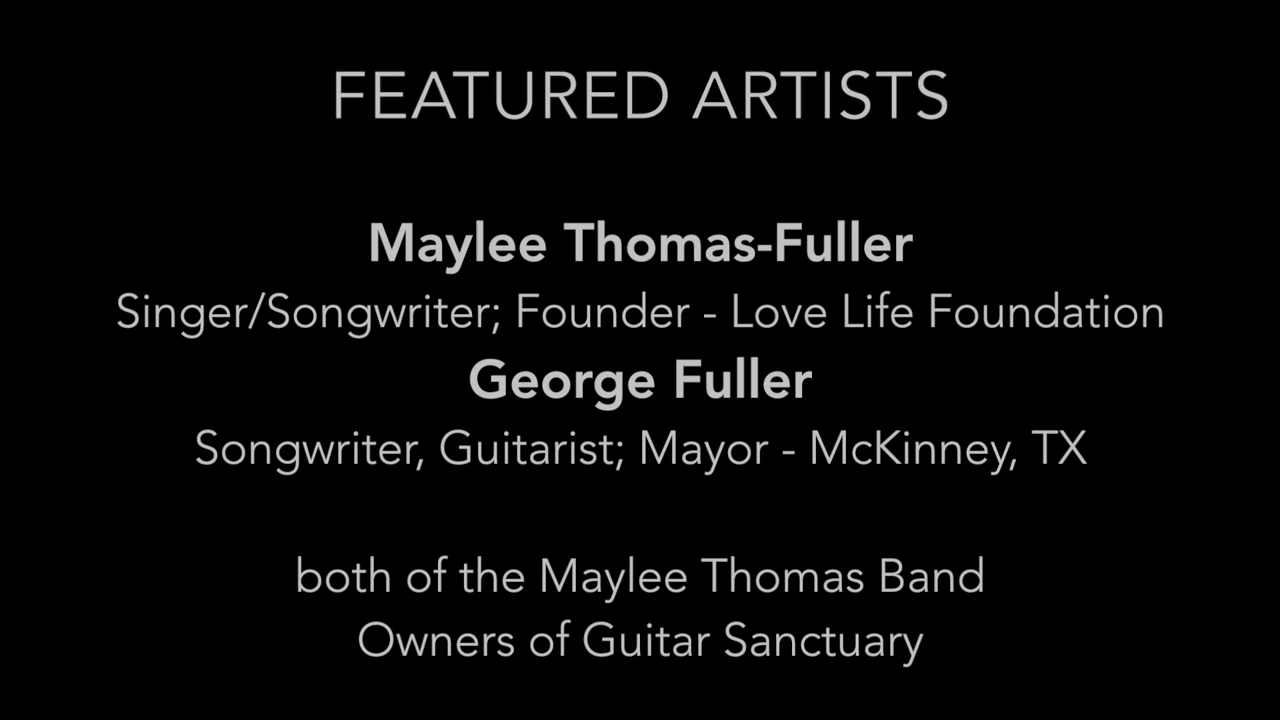 FEATURED ARTISTS
Maylee Thomas-Fuller
Singer/Songwriter; Founder - Love Life Foundation
George Fuller
Songwriter, Guitarist; Mayor - McKinney, TX
both of the Maylee Thomas Band
Owners of Guitar Sanctuary